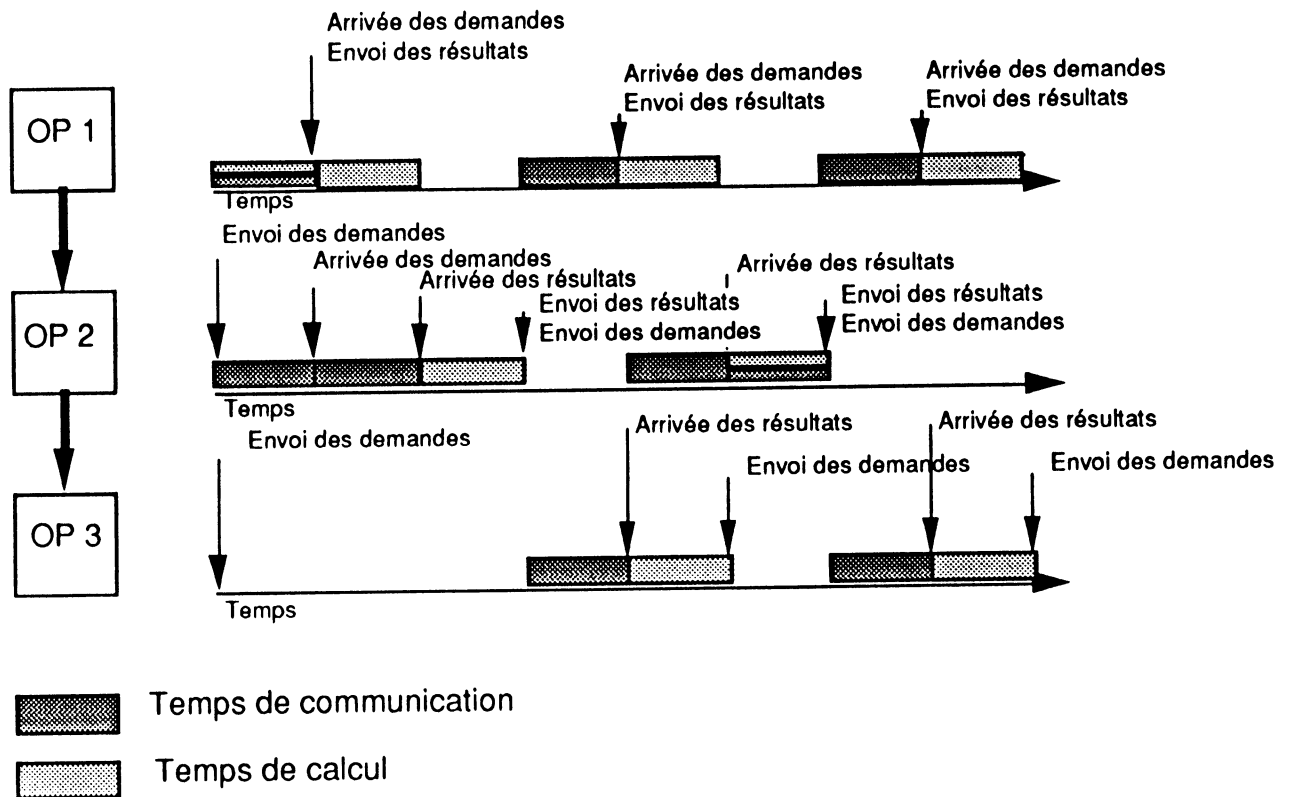 Arrivée des demandes
Envoi des résultats
Arrivée des demandes
Envoi des résultats
Arrivée des demandes
Envoi des résultats
OP 1
Temps
Envoi des demandes
Arrivée des demandes
Arrivée des résultats
Envoi des résultats
Envoi des demandes
Arrivée des résultats
Envoi des résultats
Envoi des demandes
OP 2
Temps
Envoi des demandes
Arrivée des résultats
Envoi des demandes
Arrivée des résultats
Envoi des demandes
OP 3
Temps
Temps de communication
Temps de calcul